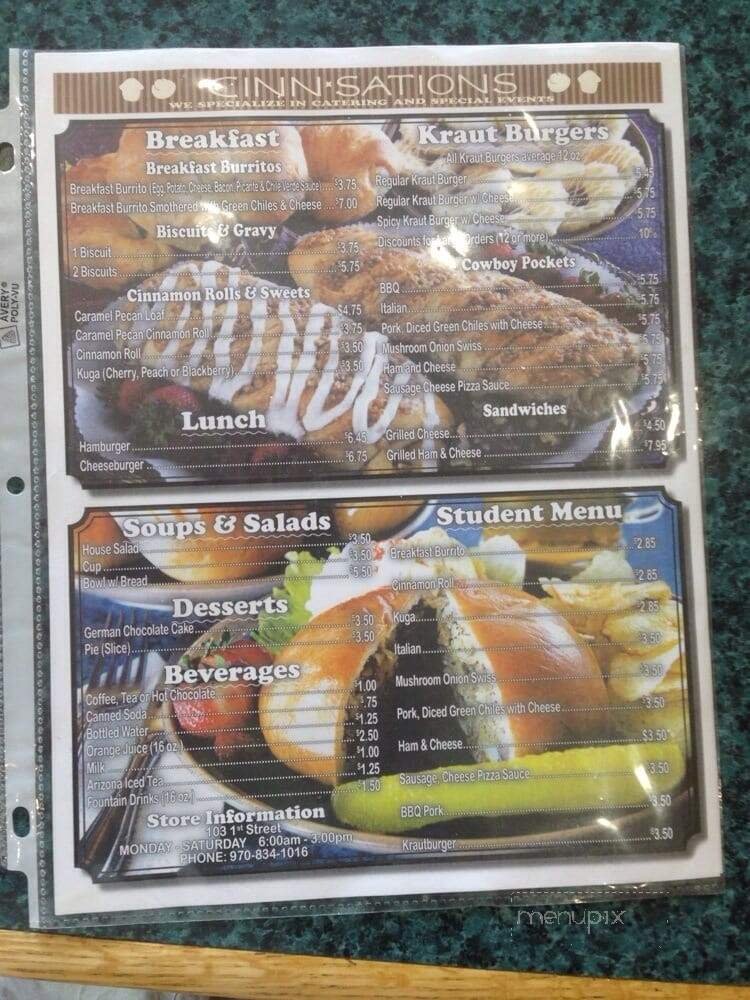 CINN·SATIONS
WE SPECIALIZE IN CATERING AND SPECIAL EVENTS
Breakfast
Breakfast Burritos
Breakfast Burrito (Egg, Potato, Cheese, Bacon, Picante & Chile Verde Sauce) .... $3.75
Breakfast Burrito Smothered with Green Chiles & Cheese .... $7.00
Biscuits & Gravy
1 Biscuit $3.75
2 Biscuits $5.75
Cinnamon Rolls & Sweets
Caramel Pecan Loaf $4.75
Caramel Pecan Cinnamon Roll $3.75
Cinnamon Roll $3.50
Kuga (Cherry, Peach or Blackberry) $3.50
Lunch
Hamburger $6.45
Cheeseburger $6.75
Kraut Burgers
All Kraut Burgers average 12 oz.
Regular Kraut Burger $5.45
Regular Kraut Burger w/ Cheese $5.75
Spicy Kraut Burger w/ Cheese $5.75
Discounts for Orders (12 or more) 10%
Cowboy Pockets
BBQ $5.75
Italian $5.75
Pork, Diced Green Chiles with Cheese $5.75
Mushroom Onion Swiss $5.75
Ham and Cheese $5.75
Sausage Cheese Pizza Sauce $5.75
Sandwiches
Grilled Cheese $4.50
Grilled Ham & Cheese $7.95
Soups & Salads
House Salad $3.50
Cup $3.50
Bowl w/ Bread $5.50
Desserts
German Chocolate Cake $3.50
Pie (Slice) $3.50
Beverages
Coffee, Tea or Hot Chocolate $1.00
Canned Soda $.75
Bottled Water $1.25
Orange Juice (16 oz.) $2.50
Milk $1.00
Arizona Iced Tea $1.25
Fountain Drinks (16 oz.) $1.50
Store Information
103 1st Street
MONDAY - SATURDAY 6:00am - 3:00pm
PHONE: 970-834-1016
Student Menu
Breakfast Burrito $2.85
Cinnamon Roll $2.85
Kuga $2.85
Italian $3.50
Mushroom Onion Swiss $3.50
Pork, Diced Green Chiles with Cheese $3.50
Ham & Cheese $3.50
Sausage, Cheese Pizza Sauce $3.50
BBQ Pork $3.50
Krautburger $3.50
AVERY®
POLY-VU
menupix